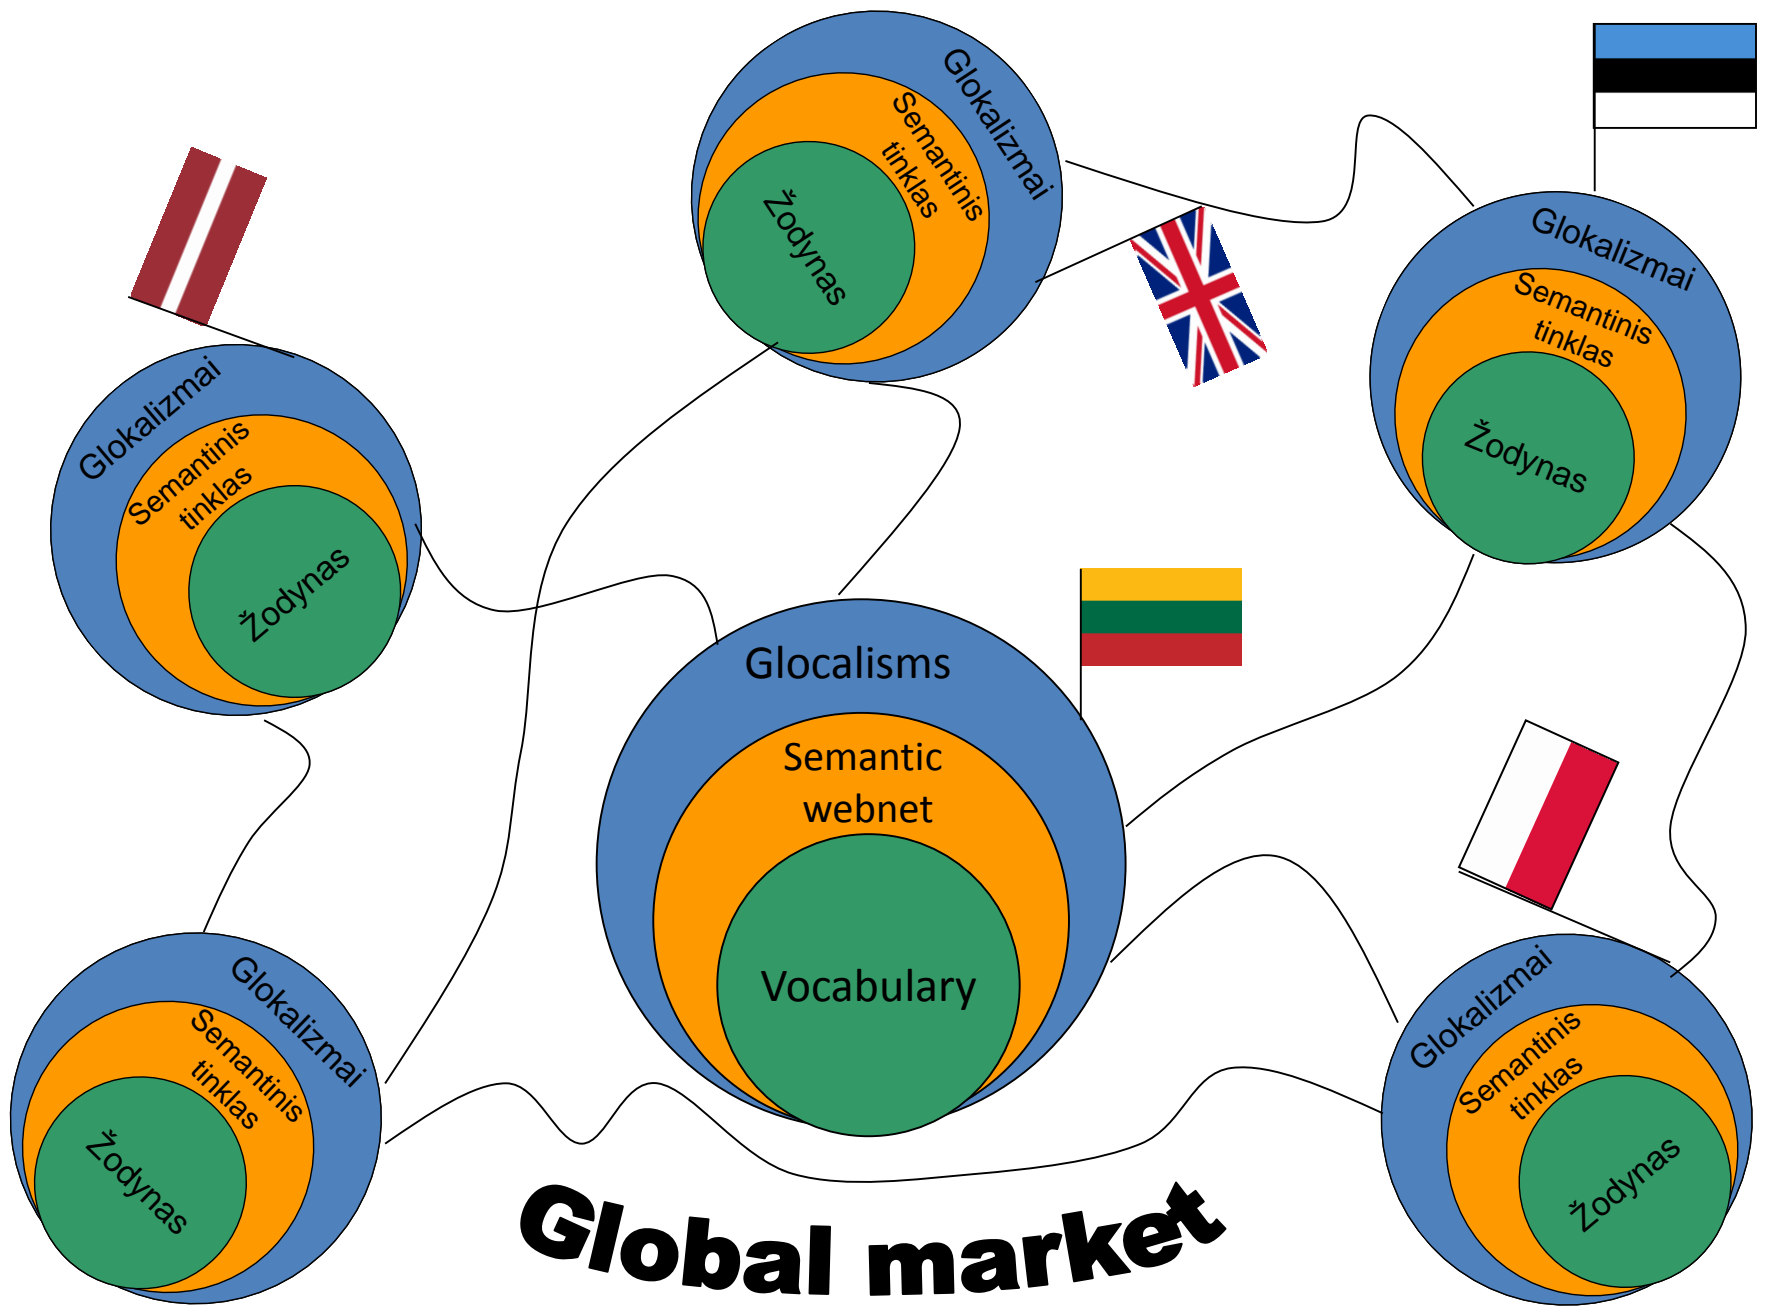 Glokalizmai
Semantinis
tinklas
Žodynas
Glokalizmai
Semantinis
tinklas
Žodynas
Glokalizmai
Semantinis
tinklas
Žodynas
Glocalisms
Semantic
webnet
Vocabulary
Glokalizmai
Semantinis
tinklas
Žodynas
Glokalizmai
Semantinis
tinklas
Žodynas
Global market